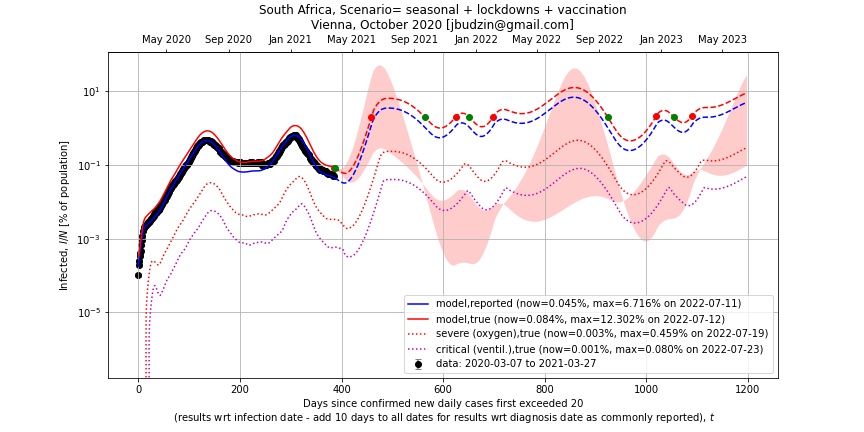 South Africa, Scenario= seasonal + lockdowns + vaccination
Vienna, October 2020 [jbudzin@gmail.com]
May 2020 Sep 2020 Jan 2021 May 2021 Sep 2021 Jan 2022 May 2022 Sep 2022 Jan 2023 May 2023
Infected, I/N [% of population]
10¹
10⁻¹
10⁻³
10⁻⁵
model,reported (now=0.045%, max=6.716% on 2022-07-11)
model,true (now=0.084%, max=12.302% on 2022-07-12)
severe (oxygen),true (now=0.003%, max=0.459% on 2022-07-19)
critical (ventil.),true (now=0.001%, max=0.080% on 2022-07-23)
data: 2020-03-07 to 2021-03-27
0 200 400 600 800 1000 1200
Days since confirmed new daily cases first exceeded 20
(results wrt infection date - add 10 days to all dates for results wrt diagnosis date as commonly reported), t